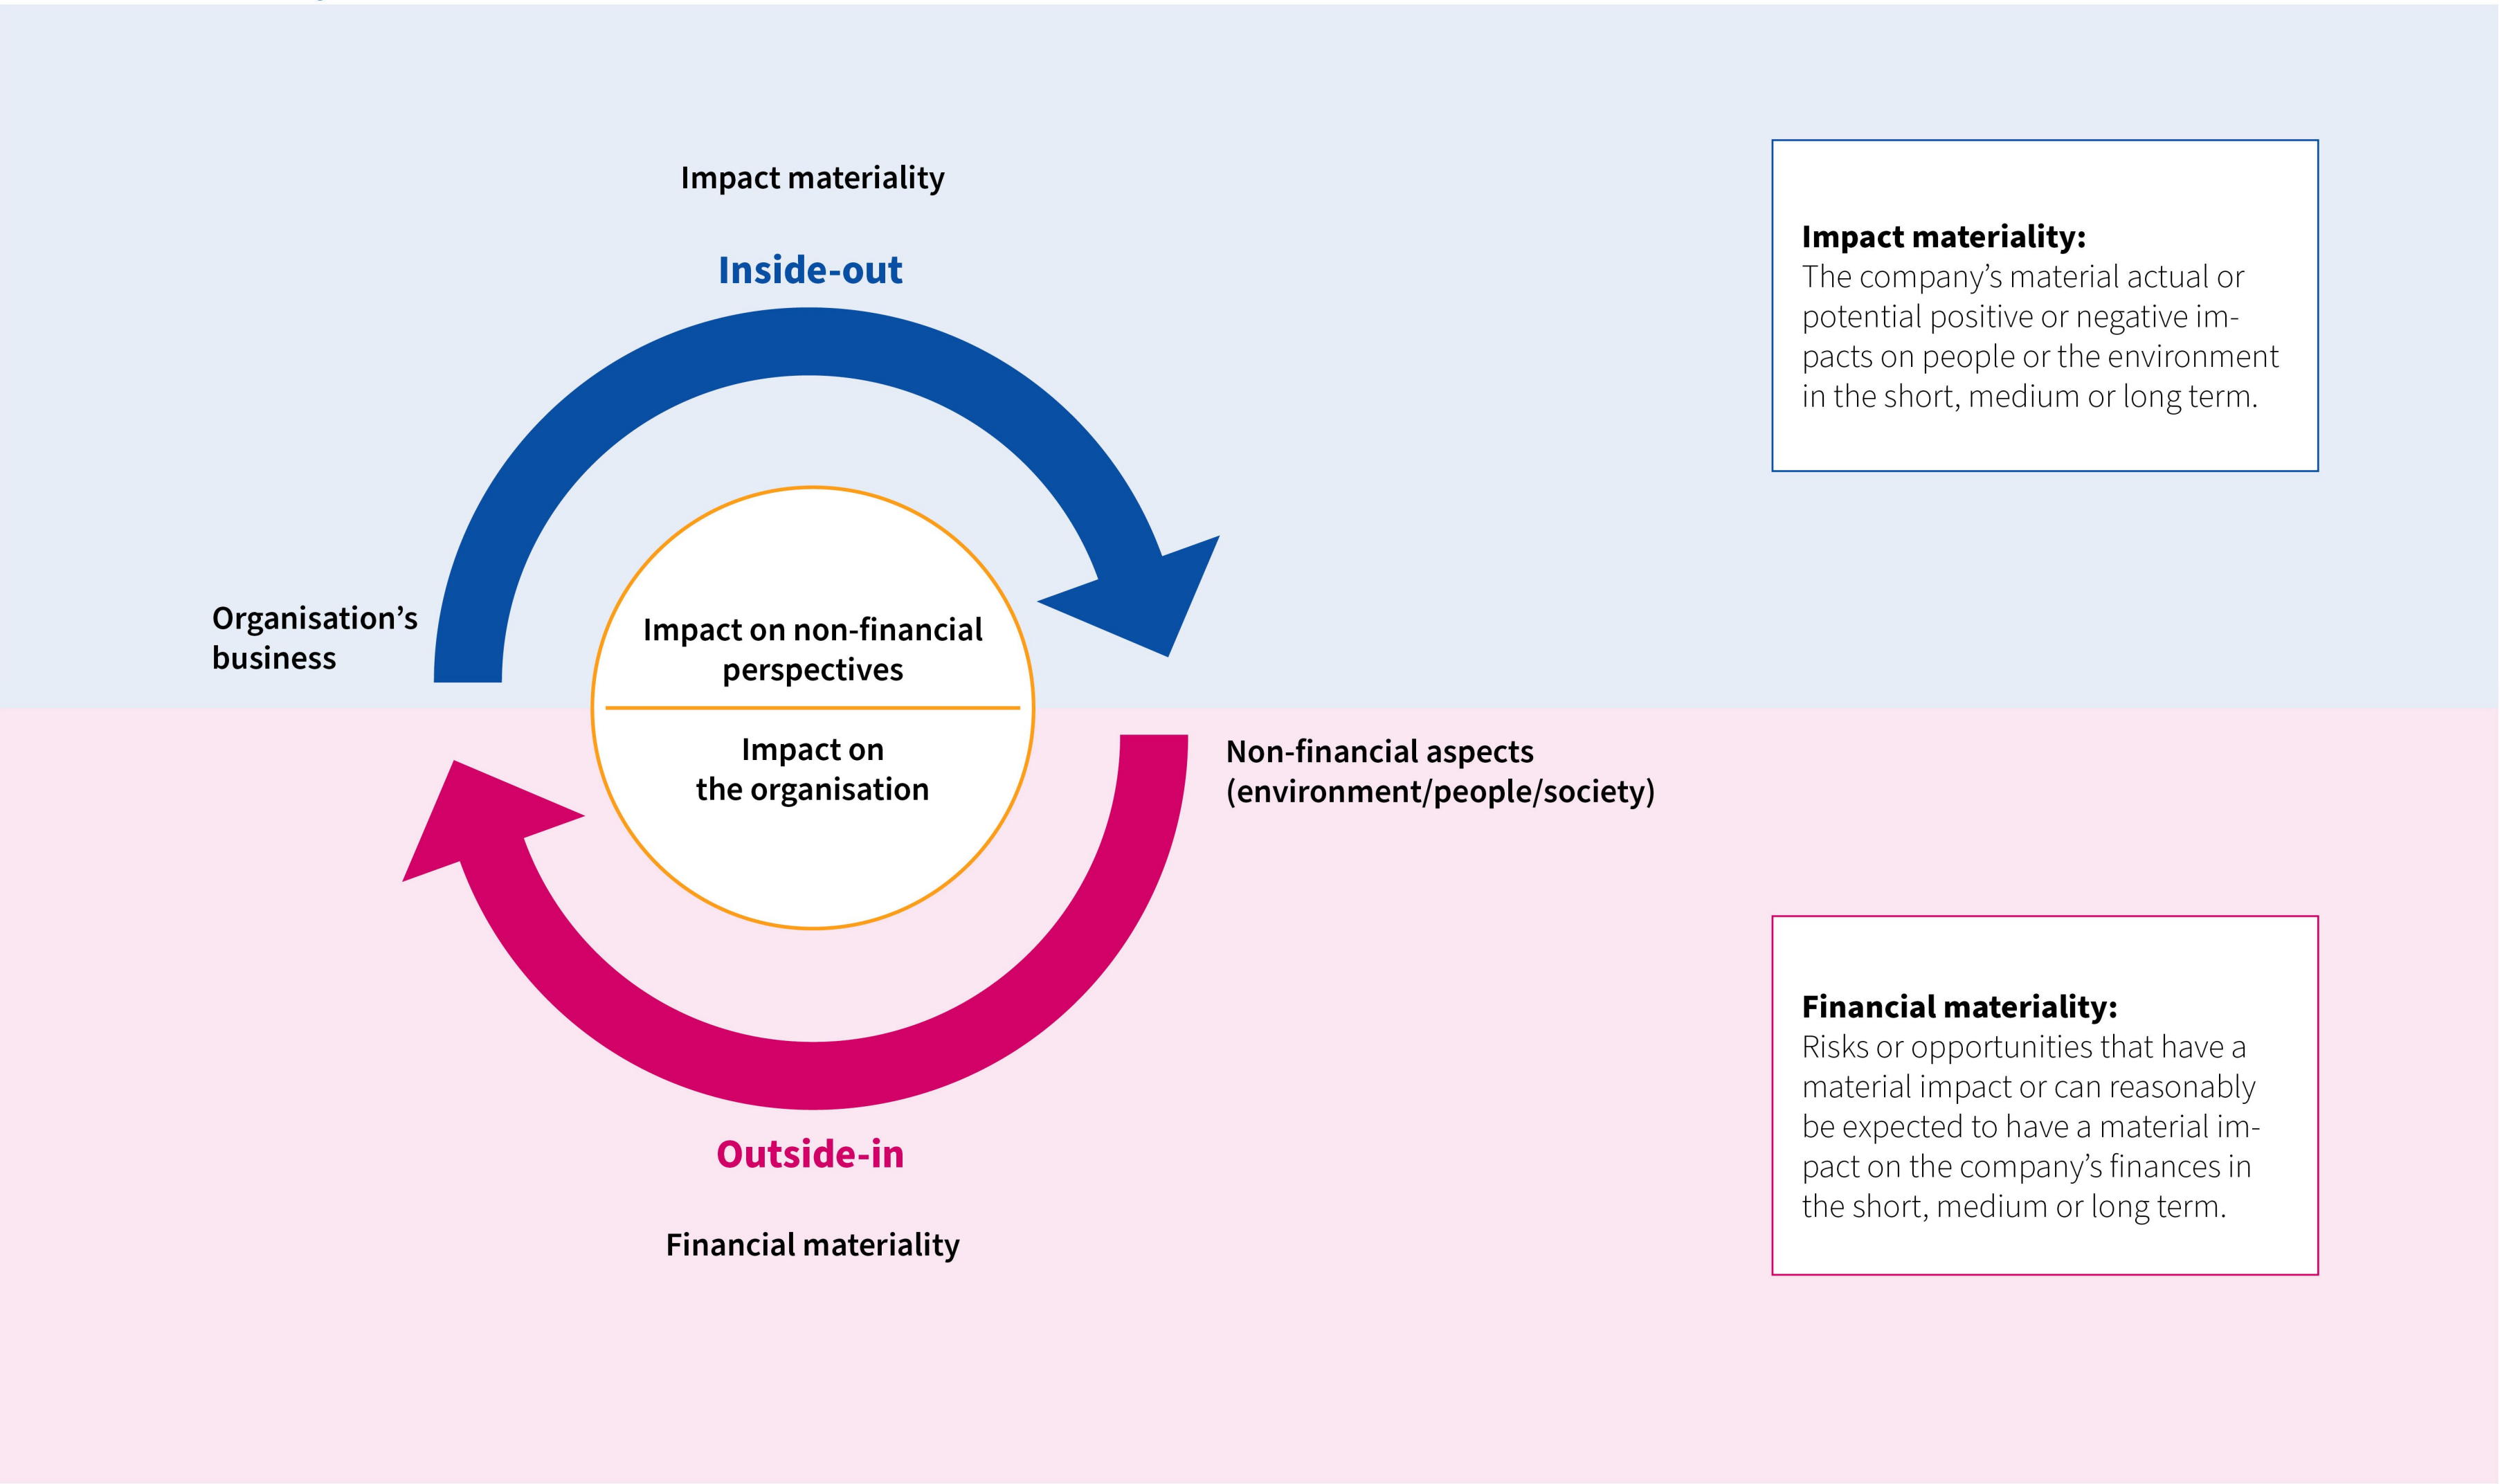 Impact materiality
Inside-out
Organisation’s
business
Impact on non-financial
perspectives
Impact on
the organisation
Non-financial aspects
(environment/people/society)
Outside-in
Financial materiality
Impact materiality:
The company’s material actual or
potential positive or negative im-
pacts on people or the environment
in the short, medium or long term.
Financial materiality:
Risks or opportunities that have a
material impact or can reasonably
be expected to have a material im-
pact on the company’s finances in
the short, medium or long term.